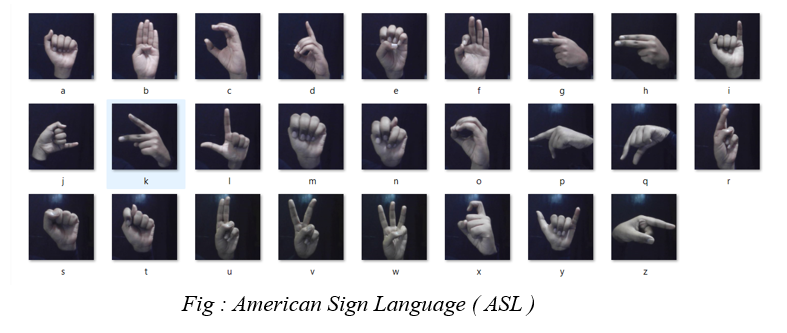 a b c d e f g h i
j k l m n o p q r
s t u v w x y z
Fig : American Sign Language ( ASL )